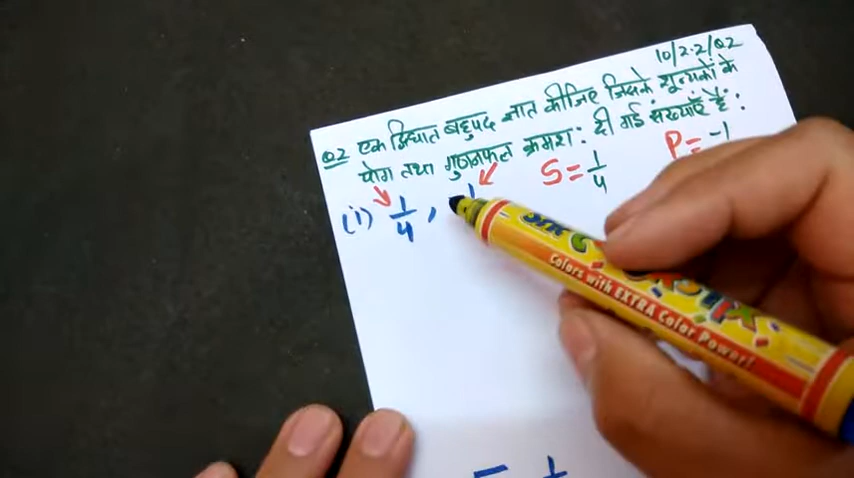 10/2.2/Q2
Q2 एक द्विघात बहुपद ज्ञात कीजिए जिसके शून्यकों के
योग तथा गुणनफल क्रमश: दी गई संख्याएँ हैं:
(i) 1/4 , S = 1/4 P = -1
Colors with EXTRA Color Power!